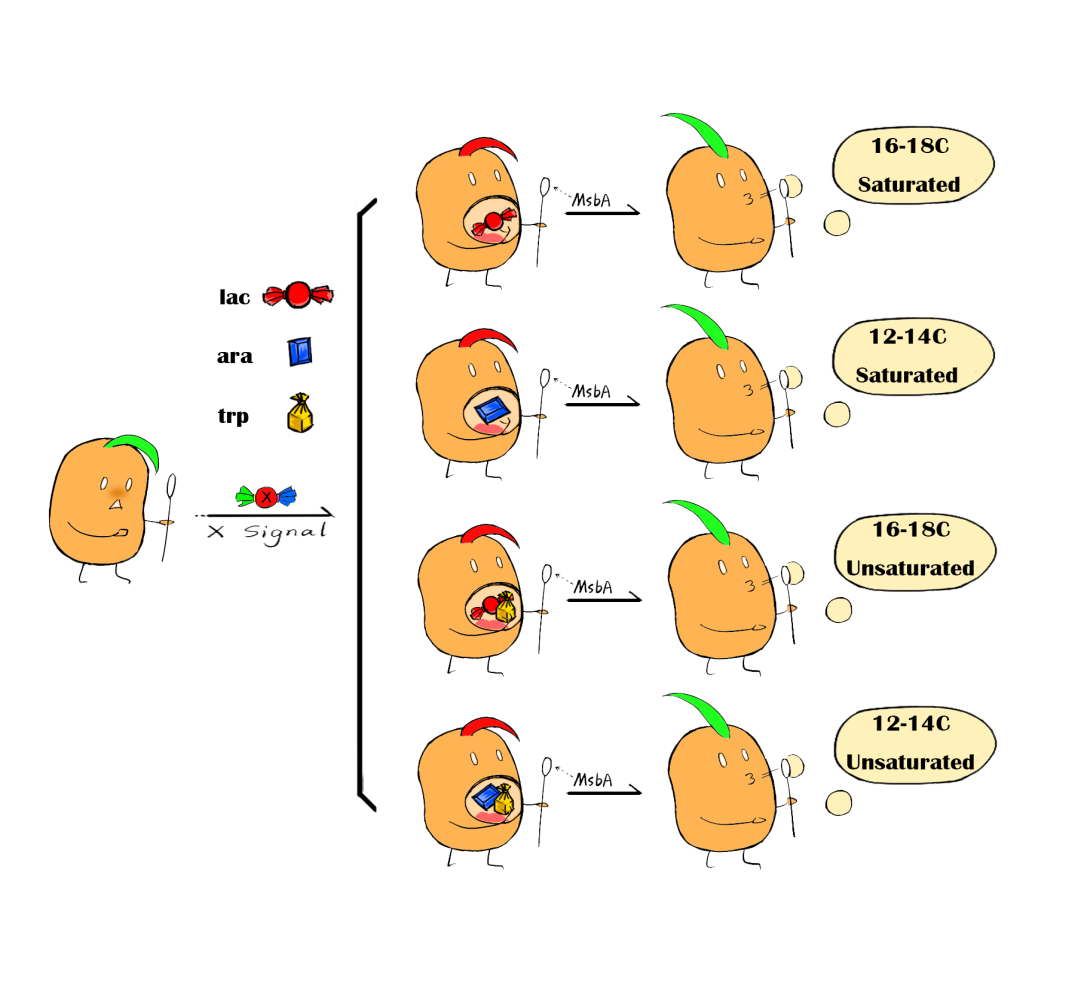 lac
ara
trp
X
X Signal
MsbA
16-18C
Saturated
MsbA
12-14C
Saturated
MsbA
16-18C
Unsaturated
MsbA
12-14C
Unsaturated